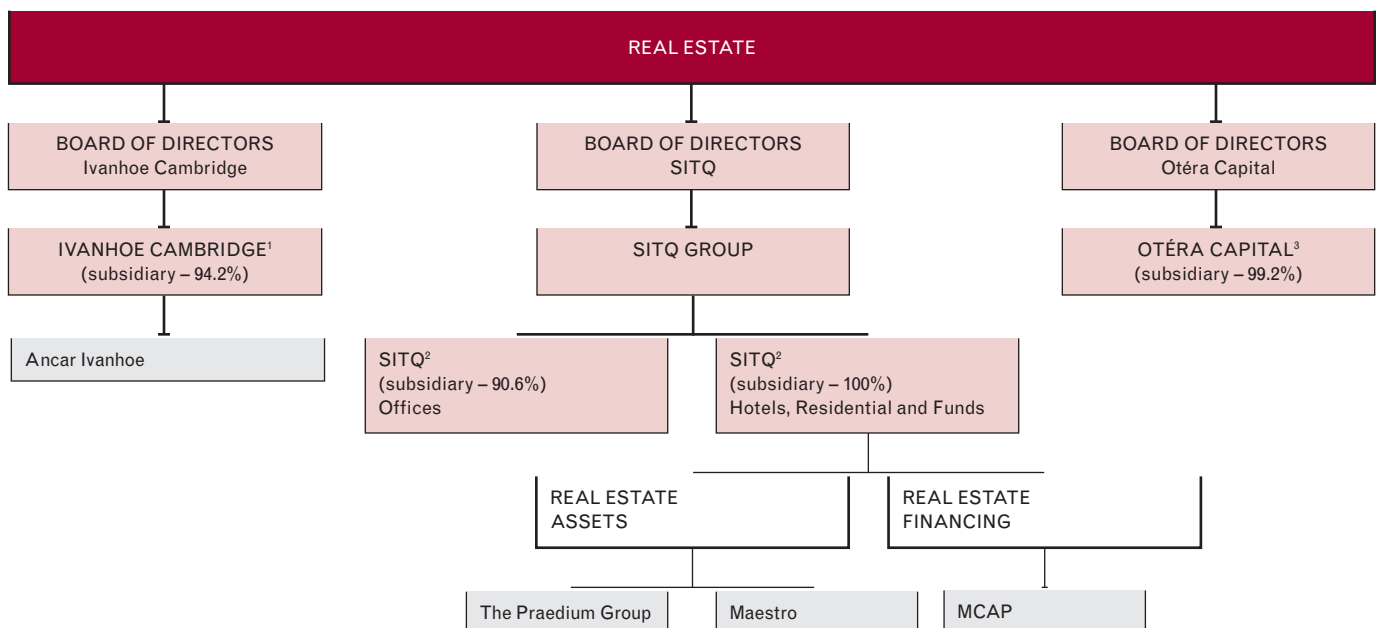 REAL ESTATE
BOARD OF DIRECTORS
Ivanhoe Cambridge
BOARD OF DIRECTORS
SITQ
BOARD OF DIRECTORS
Otéra Capital
IVANHOE CAMBRIDGE¹
(subsidiary – 94.2%)
SITQ GROUP
OTÉRA CAPITAL³
(subsidiary – 99.2%)
Ancar Ivanhoe
SITQ²
(subsidiary – 90.6%)
Offices
SITQ²
(subsidiary – 100%)
Hotels, Residential and Funds
REAL ESTATE
ASSETS
REAL ESTATE
FINANCING
The Praedium Group
Maestro
MCAP